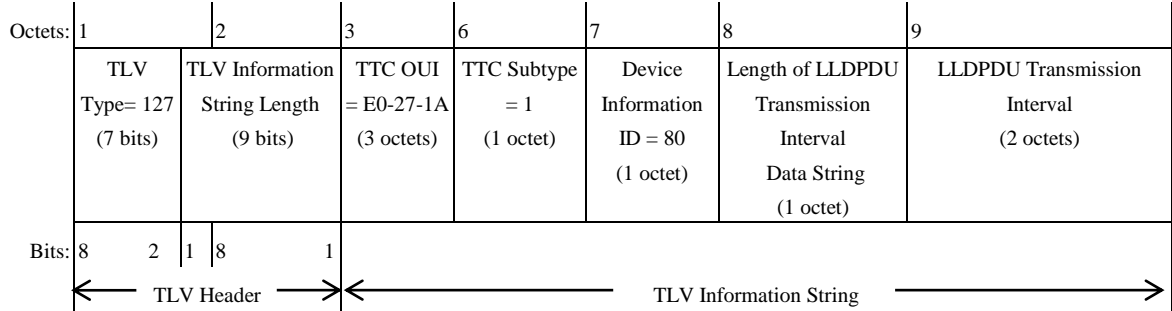 Octets: 1 2 3 6 7 8 9
TLV TLV Information TTC OUI TTC Subtype Device Length of LLDPDU LLDPDU Transmission
Type= 127 String Length = E0-27-1A = 1 Information Transmission Interval
(7 bits) (9 bits) (3 octets) (1 octet) ID = 80 Interval (2 octets)
(1 octet) Data String
(1 octet)
Bits: 8 2 1 8 1
TLV Header TLV Information String